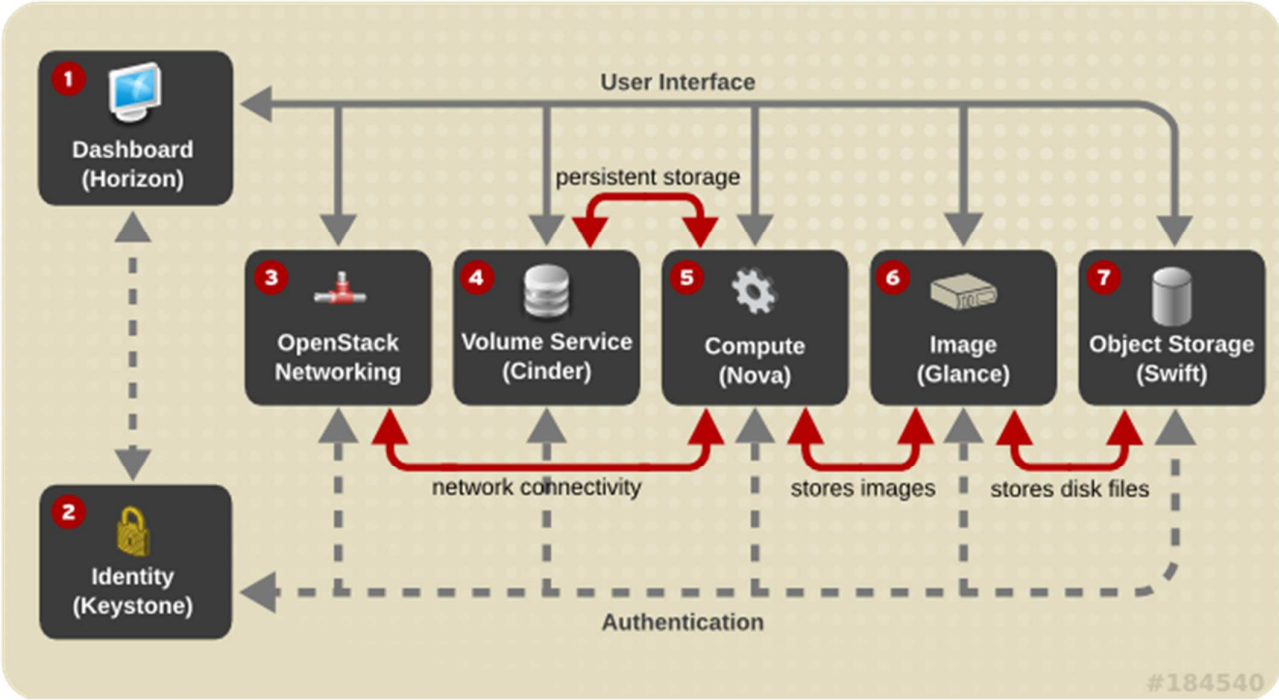 1
Dashboard
(Horizon)
User Interface
persistent storage
3
OpenStack
Networking
4
Volume Service
(Cinder)
5
Compute
(Nova)
6
Image
(Glance)
7
Object Storage
(Swift)
network connectivity
stores images
stores disk files
2
Identity
(Keystone)
Authentication
#184540